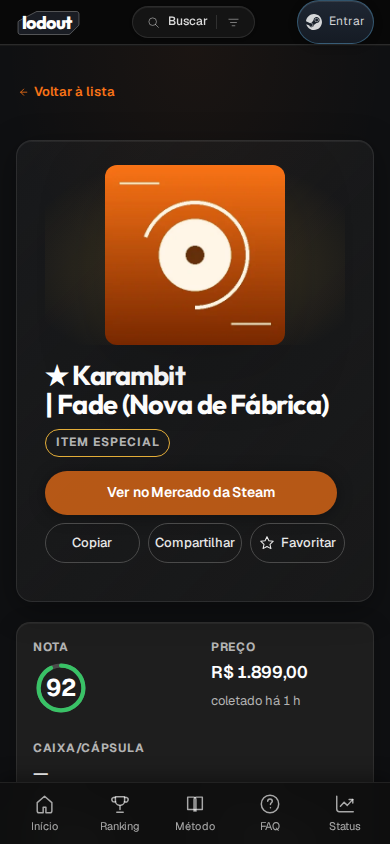 lodout
Buscar
Entrar
← Voltar à lista
★ Karambit
| Fade (Nova de Fábrica)
ITEM ESPECIAL
Ver no Mercado da Steam
Copiar
Compartilhar
Favoritar
NOTA
92
PREÇO
R$ 1.899,00
coletado há 1 h
CAIXA/CÁPSULA
—
Início
Ranking
Método
FAQ
Status